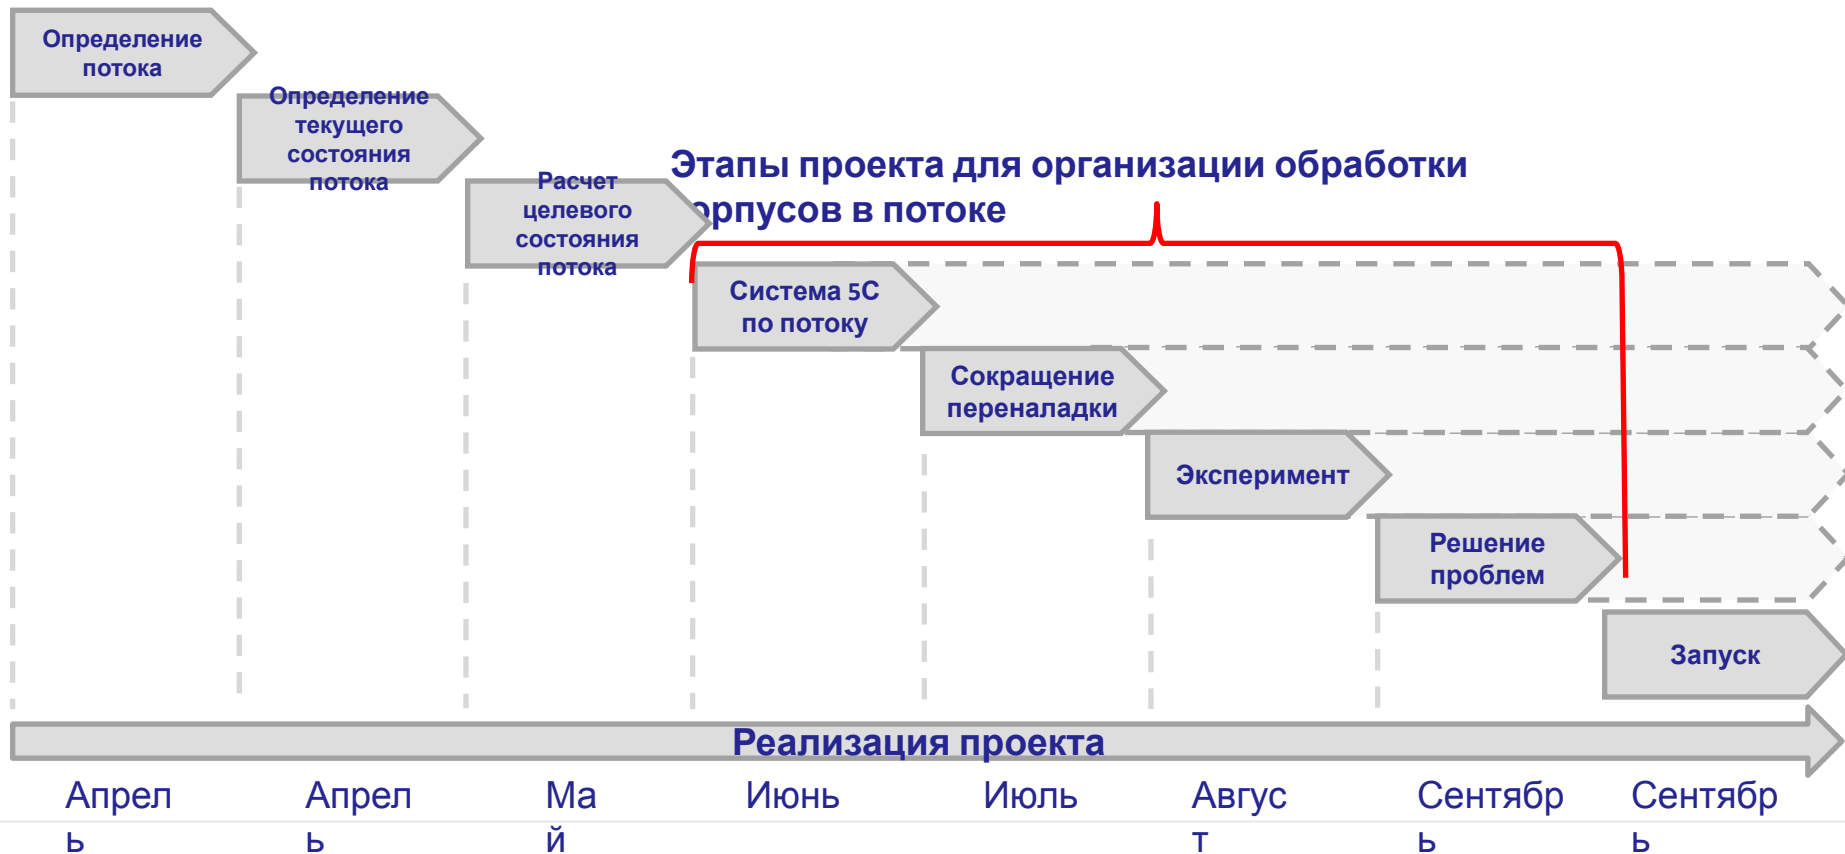 Определение
потока
Определение
текущего
состояния
потока
Этапы проекта для организации обработки
орпусов в потоке
Расчет
целевого
состояния
потока
Система 5С
по потоку
Сокращение
переналадки
Эксперимент
Решение
проблем
Запуск
Реализация проекта
Апрел
ь
Апрел
ь
Ма
й
Июнь
Июль
Авгус
т
Сентябр
ь
Сентябр
ь